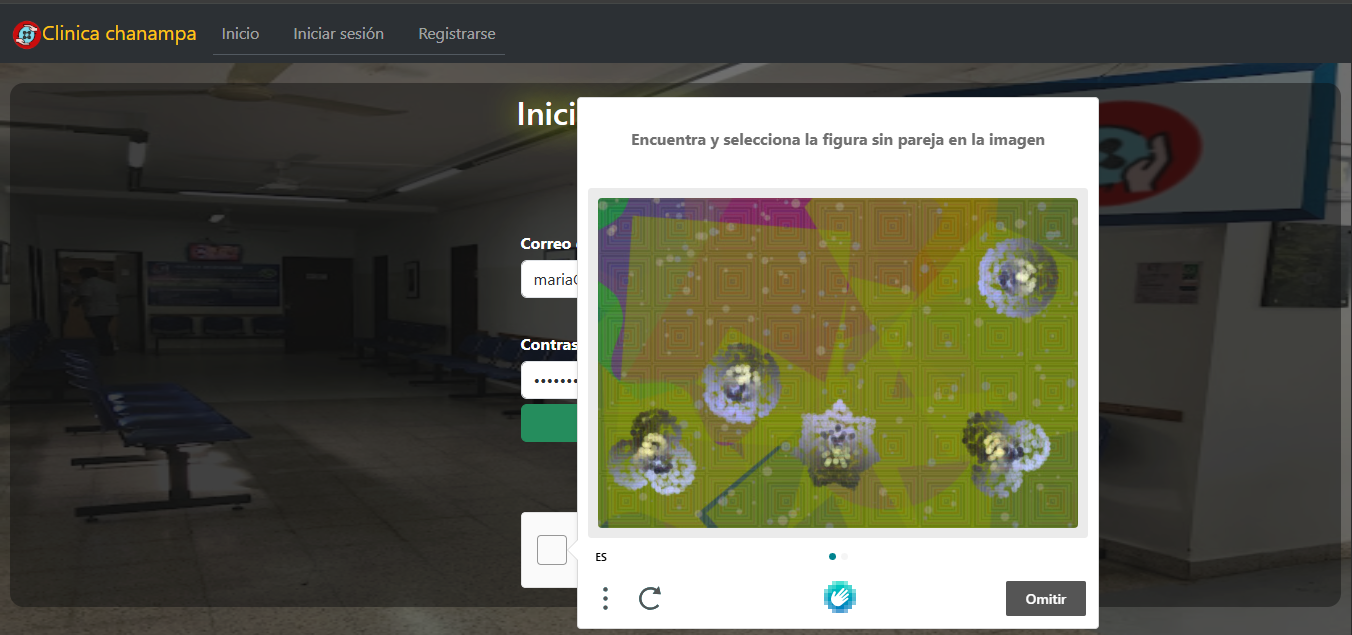 Clinica chanampa Inicio Iniciar sesión Registrarse
Inici
Encuentra y selecciona la figura sin pareja en la imagen
Correo
maria
Contras
ES
Omitir